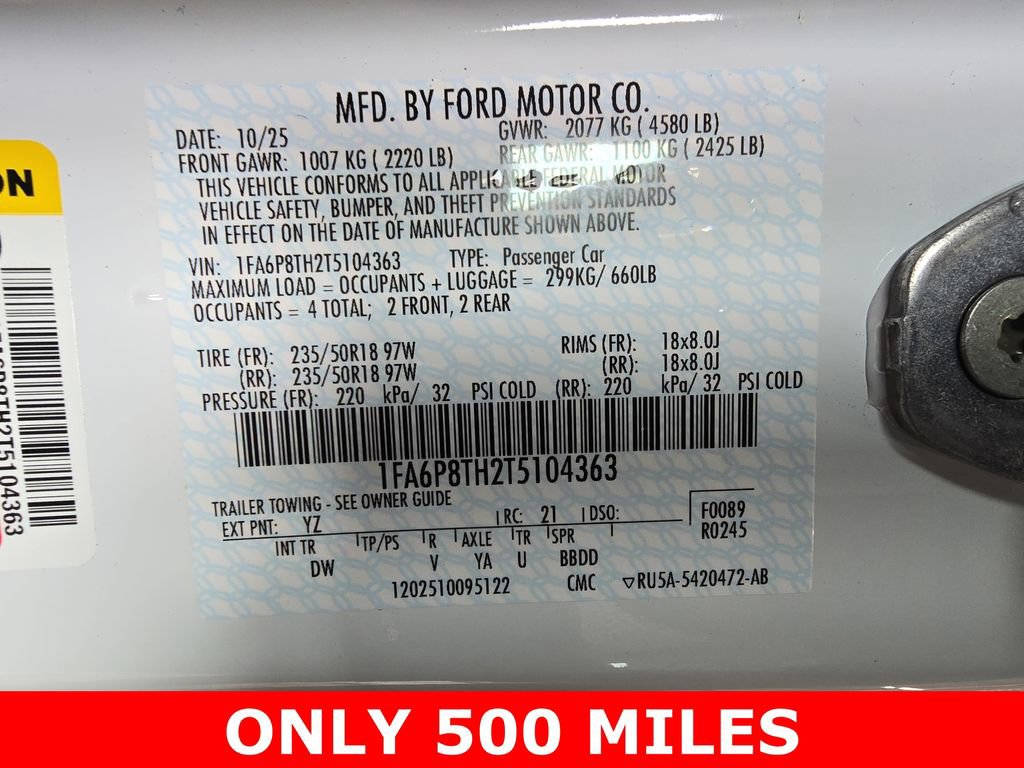 MFD. BY FORD MOTOR CO.
DATE: 10/25 GVWR: 2077 KG ( 4580 LB)
FRONT GAWR: 1007 KG ( 2220 LB) REAR GAWR: 1100 KG ( 2425 LB)
THIS VEHICLE CONFORMS TO ALL APPLICABLE FEDERAL MOTOR
VEHICLE SAFETY, BUMPER, AND THEFT PREVENTION STANDARDS
IN EFFECT ON THE DATE OF MANUFACTURE SHOWN ABOVE.
VIN: 1FA6P8TH2T5104363 TYPE: Passenger Car
MAXIMUM LOAD = OCCUPANTS + LUGGAGE = 299KG/ 660LB
OCCUPANTS = 4 TOTAL; 2 FRONT, 2 REAR
TIRE (FR): 235/50R18 97W RIMS (FR): 18x8.0J
(RR): 235/50R18 97W (RR): 18x8.0J
PRESSURE (FR): 220 kPa/ 32 PSI COLD (RR): 220 kPa/ 32 PSI COLD
1FA6P8TH2T5104363
TRAILER TOWING - SEE OWNER GUIDE
EXT PNT: YZ RC: 21 DSO: F0089
R0245
INT TR TP/PS R AXLE TR SPR
DW V YA U BBDD
1202510095122 CMC ▽RU5A-5420472-AB
ON
ONLY 500 MILES